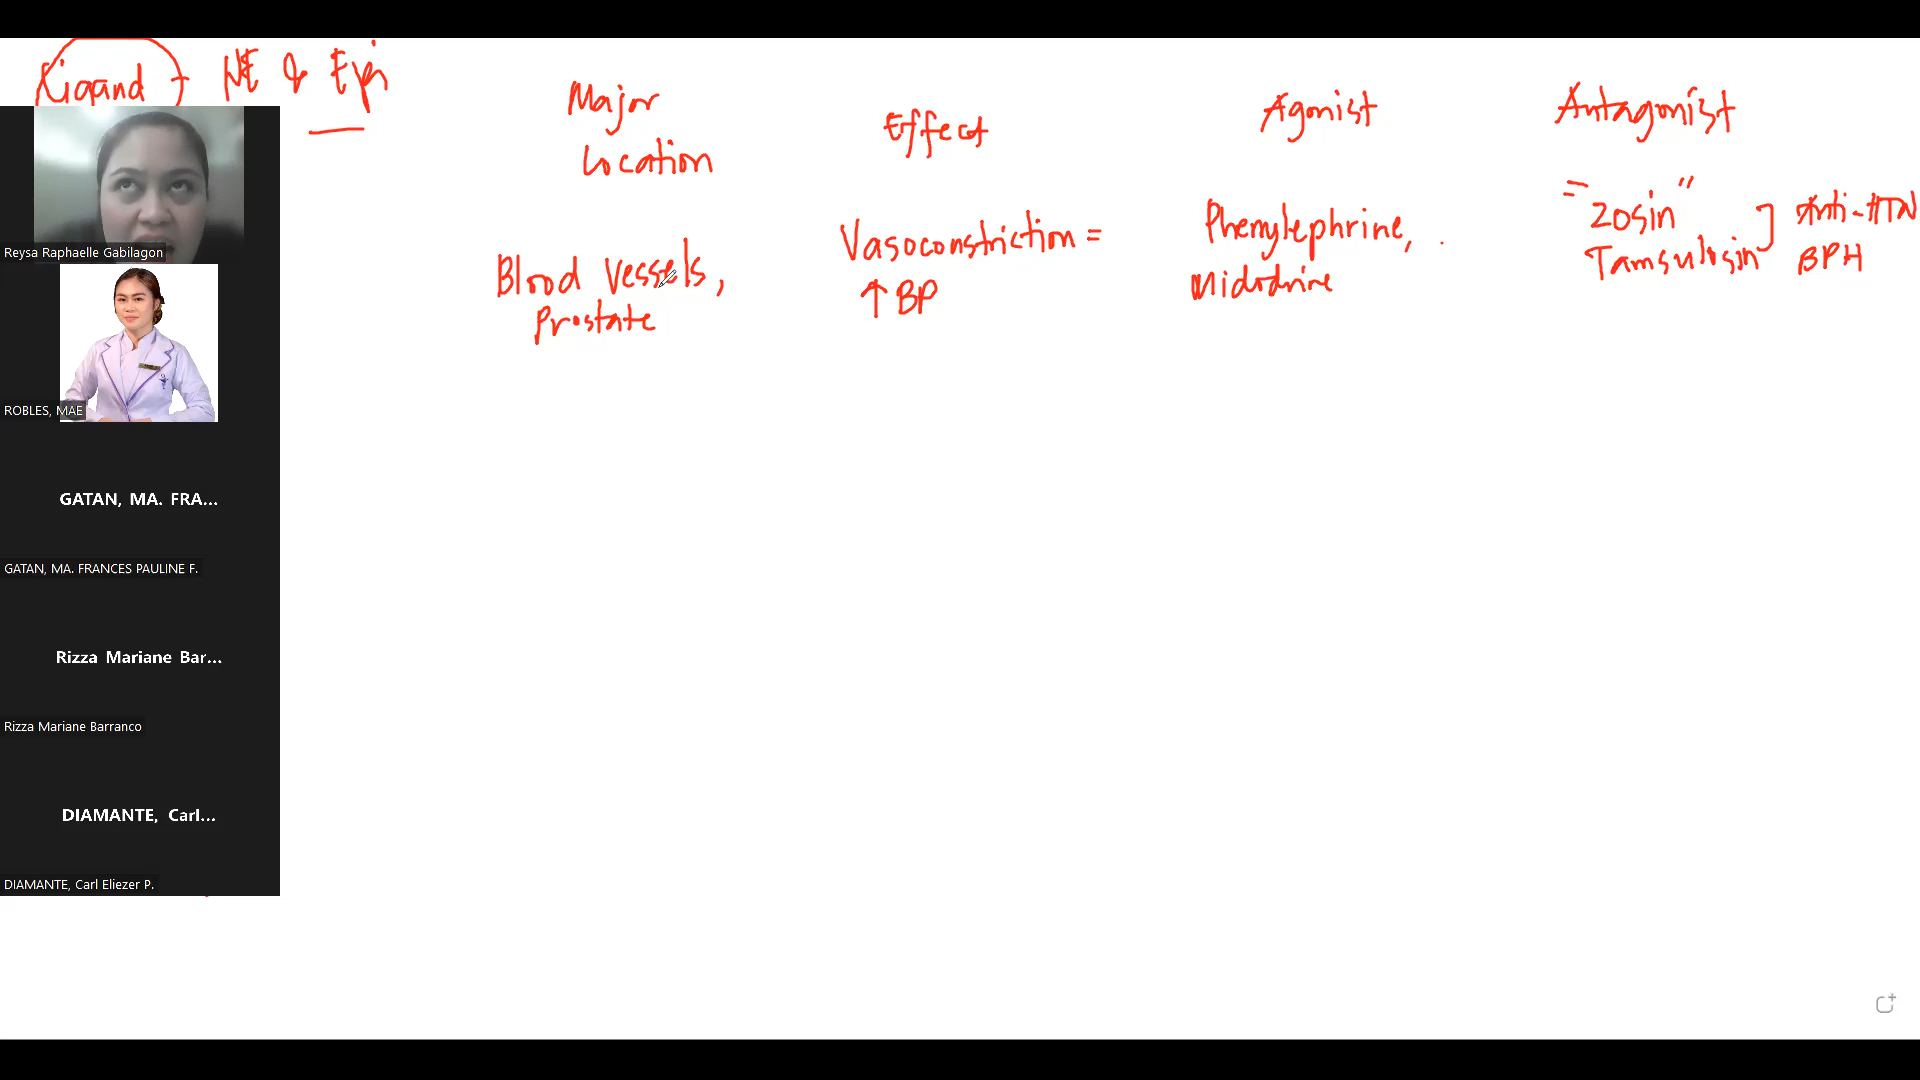 Ligand - NE & Epi
Major
Location
Effect
Agonist
Antagonist
Blood Vessels,
Prostate
Vasoconstriction =
↑ BP
Phenylephrine,
Midodrine
"zosin"
Tamsulosin
Anti-HTN
BPH
Reysa Raphaelle Gabilagon
ROBLES, MAE
GATAN, MA. FRA...
GATAN, MA. FRANCES PAULINE F.
Rizza Mariane Bar...
Rizza Mariane Barranco
DIAMANTE, Carl...
DIAMANTE, Carl Eliezer P.